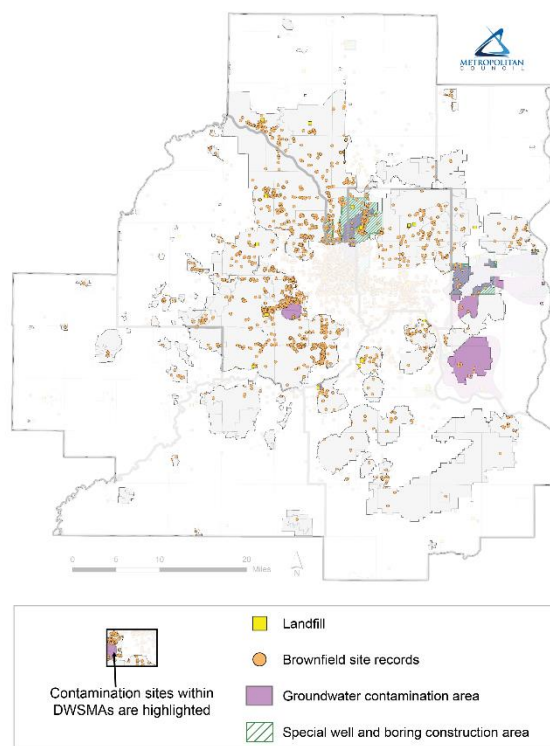 METROPOLITAN
COUNCIL
0 5 10 20
Miles
N
Landfill
Brownfield site records
Contamination sites within
DWSMAs are highlighted
Groundwater contamination area
Special well and boring construction area